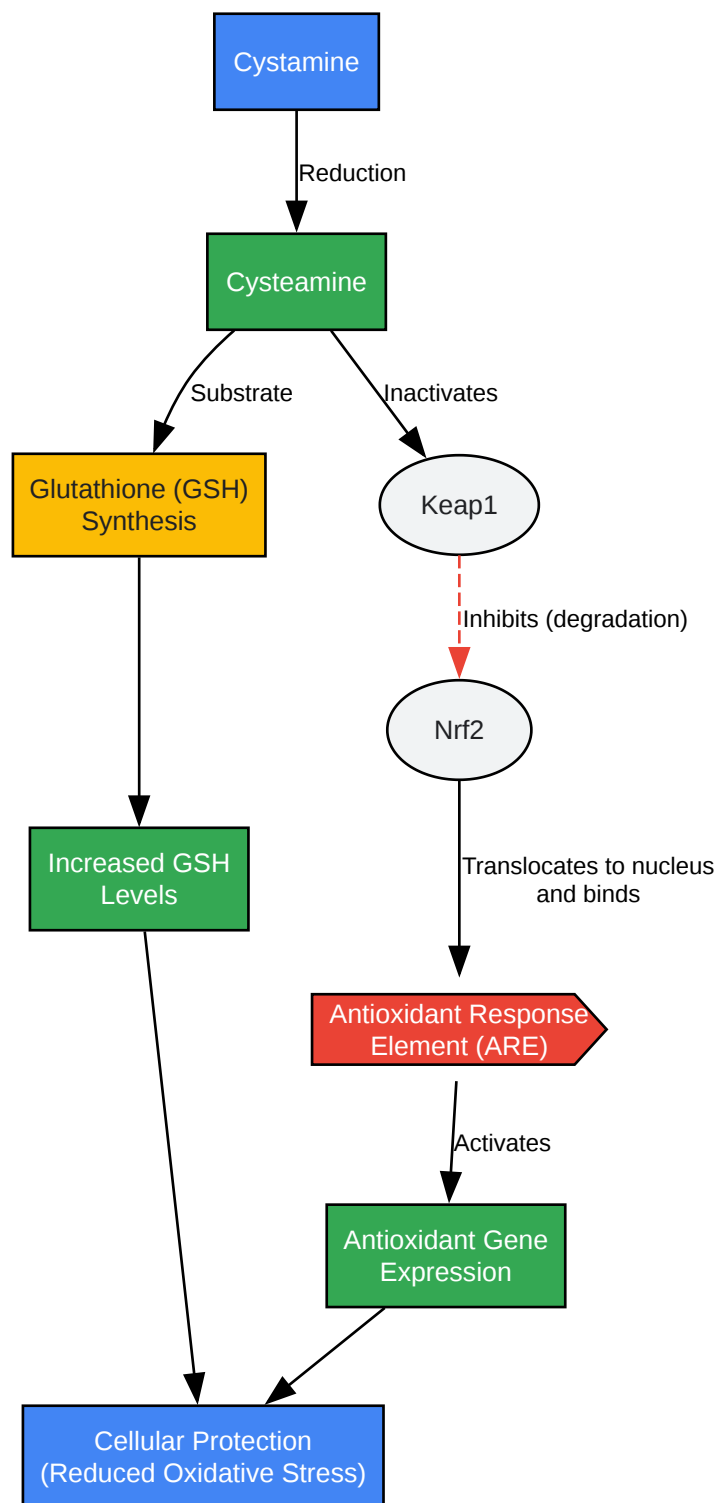 Cystamine
Reduction
Cysteamine
Substrate
Inactivates
Glutathione (GSH)
Synthesis
Keap1
Inhibits (degradation)
Nrf2
Increased GSH
Levels
Translocates to nucleus
and binds
Antioxidant Response
Element (ARE)
Activates
Antioxidant Gene
Expression
Cellular Protection
(Reduced Oxidative Stress)